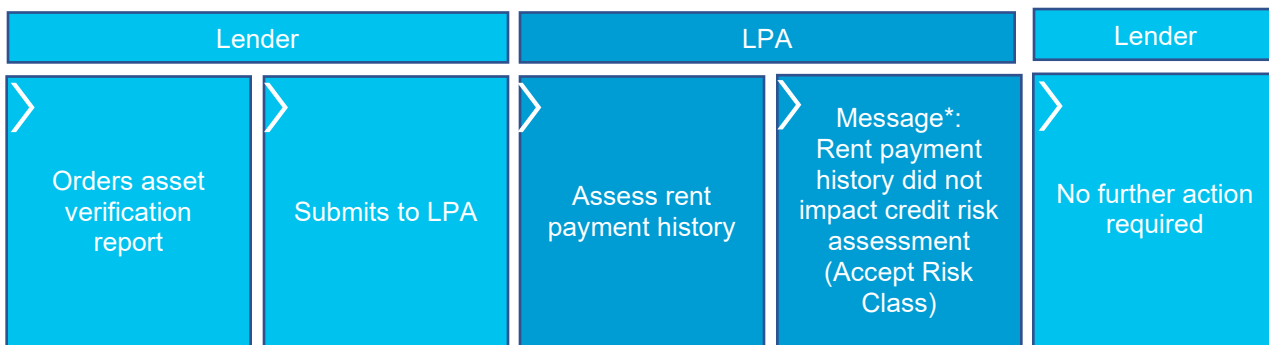 Lender
LPA
Lender
Orders asset
verification
report
Submits to LPA
Assess rent
payment history
Message*:
Rent payment
history did not
impact credit risk
assessment
(Accept Risk
Class)
No further action
required